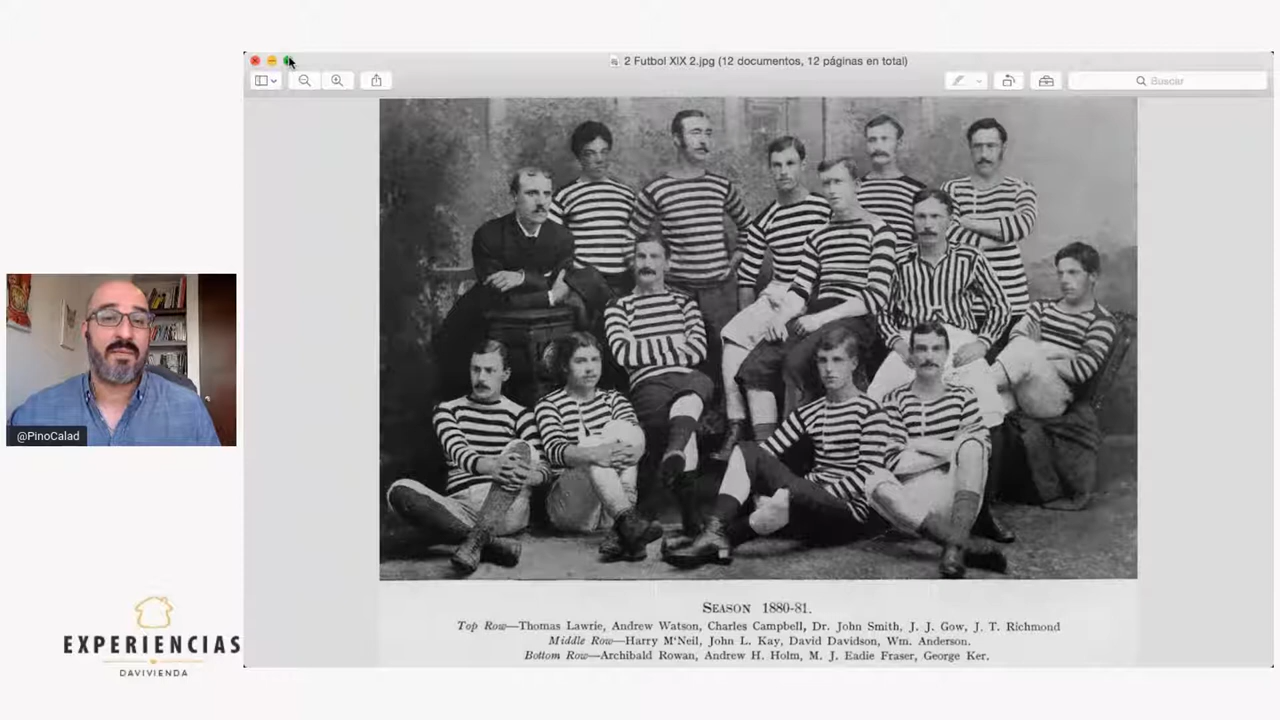 2 Futbol XIX 2.jpg (12 documentos, 12 páginas en total)
Buscar
@PinoCalad
SEASON 1880-81.
Top Row—Thomas Lawrie, Andrew Watson, Charles Campbell, Dr. John Smith, J. J. Gow, J. T. Richmond
Middle Row—Harry M'Neil, John L. Kay, David Davidson, Wm. Anderson.
Bottom Row—Archibald Rowan, Andrew H. Holm, M. J. Eadie Fraser, George Ker.
EXPERIENCIAS
DAVIVIENDA